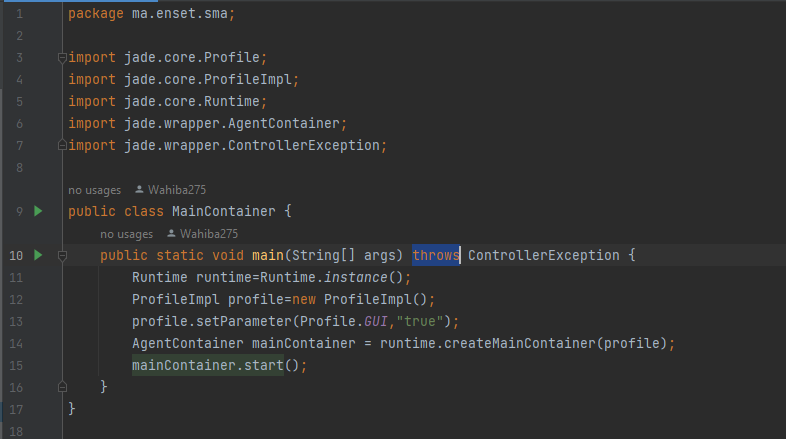 1 package ma.enset.sma;
2
3 import jade.core.Profile;
4 import jade.core.ProfileImpl;
5 import jade.core.Runtime;
6 import jade.wrapper.AgentContainer;
7 import jade.wrapper.ControllerException;
8
no usages Wahiba275
9 public class MainContainer {
no usages Wahiba275
10 public static void main(String[] args) throws ControllerException {
11 Runtime runtime=Runtime.instance();
12 ProfileImpl profile=new ProfileImpl();
13 profile.setParameter(Profile.GUI,"true");
14 AgentContainer mainContainer = runtime.createMainContainer(profile);
15 mainContainer.start();
16 }
17 }
18